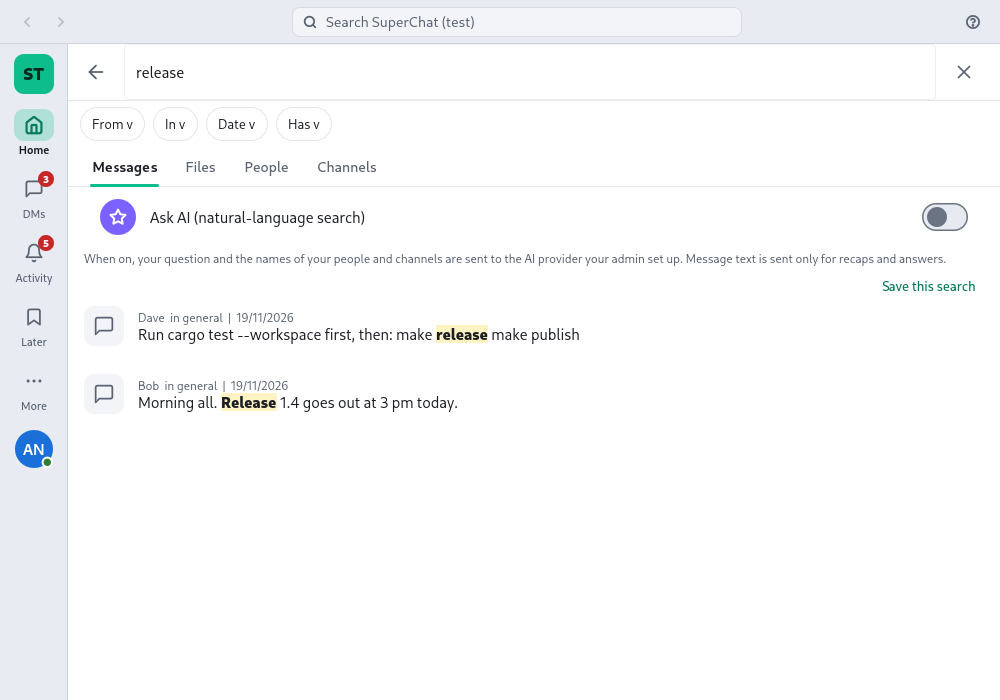 Search SuperChat (test)
ST
release
From v
In v
Date v
Has v
Home
Messages
Files
People
Channels
3
DMs
Ask AI (natural-language search)
5
Activity
When on, your question and the names of your people and channels are sent to the AI provider your admin set up. Message text is sent only for recaps and answers.
Save this search
Later
Dave in general | 19/11/2026
Run cargo test --workspace first, then: make release make publish
More
Bob in general | 19/11/2026
Morning all. Release 1.4 goes out at 3 pm today.
AN